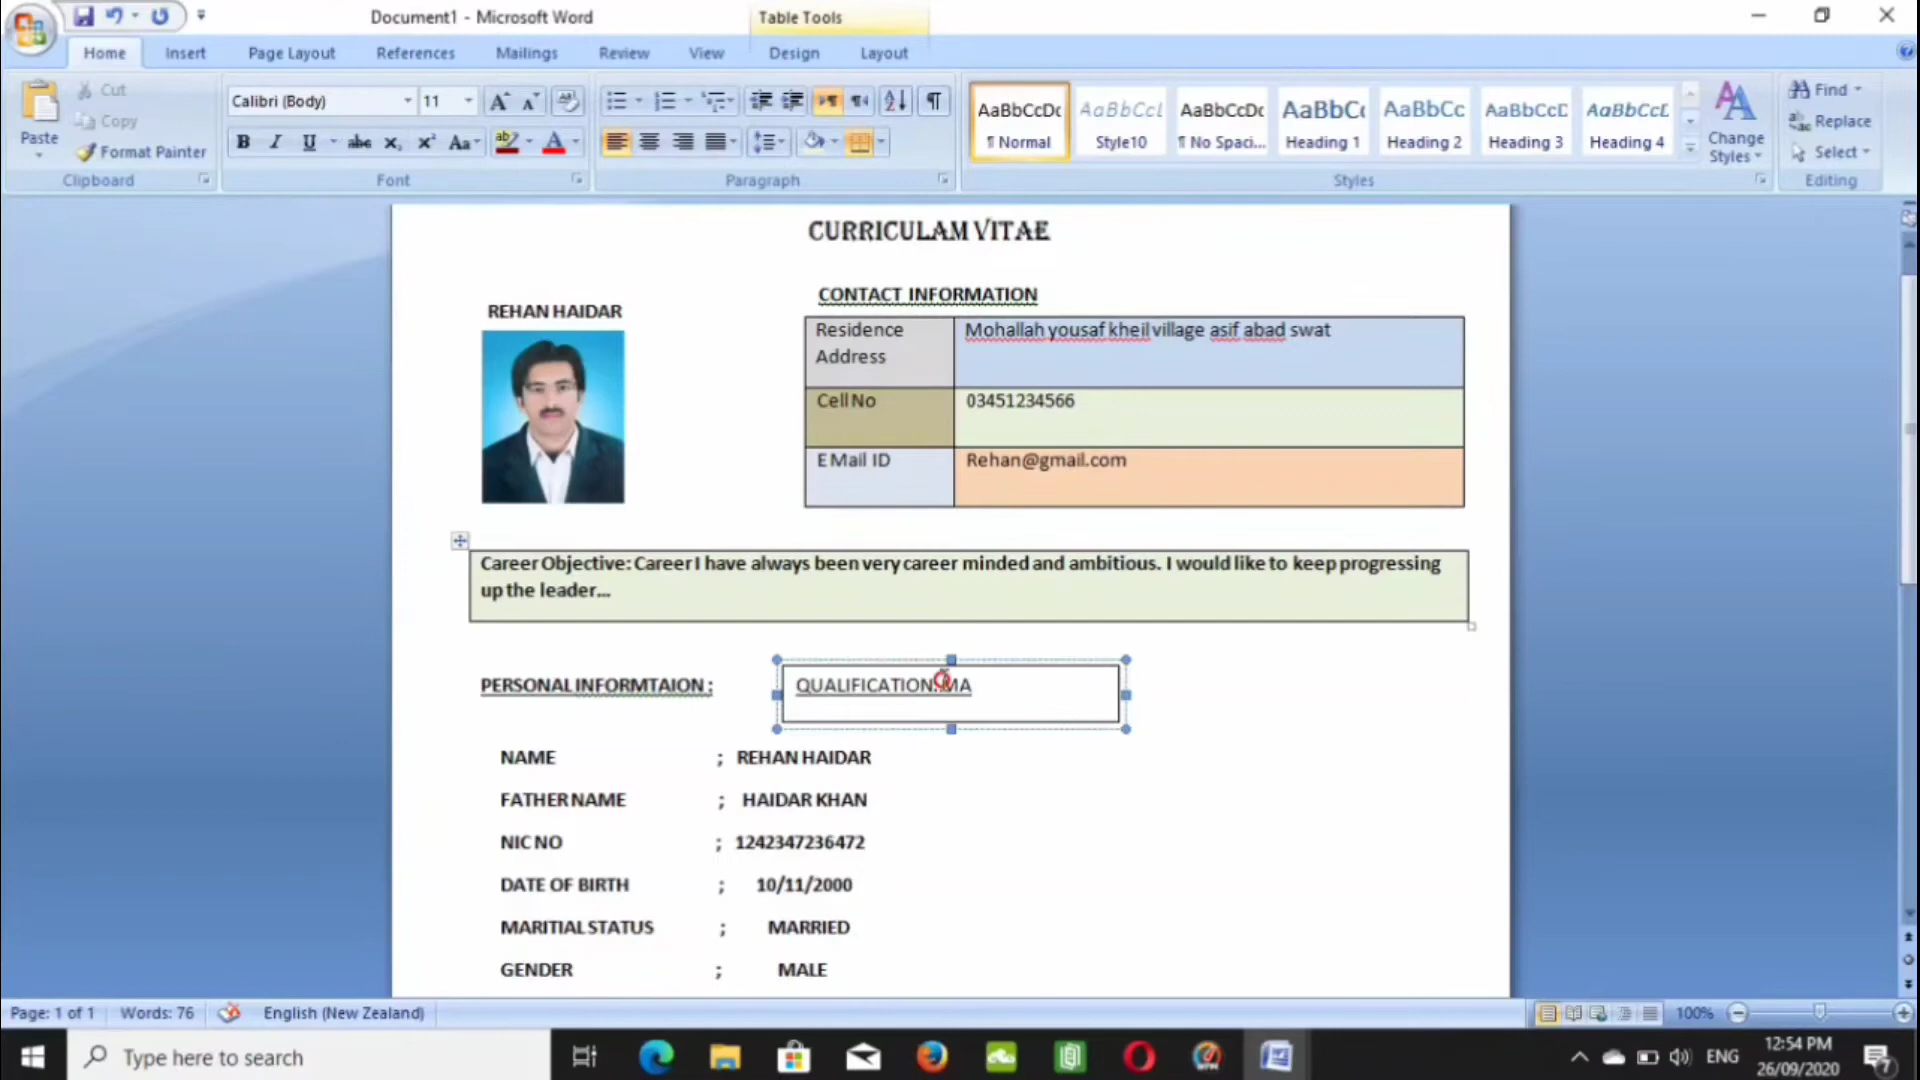 Document1 - Microsoft Word
Table Tools
Home Insert Page Layout References Mailings Review View Design Layout
Calibri (Body) 11
Cut
Copy
Format Painter
Paste
Clipboard Font Paragraph Styles Editing
AaBbCcDc AaBbCcL AaBbCcDc AaBbC AaBbCc AaBbCcD AaBbCcL
¶ Normal Style10 ¶ No Spaci... Heading 1 Heading 2 Heading 3 Heading 4
Change
Styles
Find
Replace
Select
CURRICULAM VITAE
CONTACT INFORMATION
REHAN HAIDAR
Residence
Address
Mohallah yousaf kheil village asif abad swat
Cell No 03451234566
E Mail ID Rehan@gmail.com
Career Objective: Career I have always been very career minded and ambitious. I would like to keep progressing
up the leader...
PERSONAL INFORMTAION ;
QUALIFICATION: MA
NAME ; REHAN HAIDAR
FATHER NAME ; HAIDAR KHAN
NIC NO ; 1242347236472
DATE OF BIRTH ; 10/11/2000
MARITIAL STATUS ; MARRIED
GENDER ; MALE
Page: 1 of 1 Words: 76 English (New Zealand) 100%
Type here to search
ENG
12:54 PM
26/09/2020
7